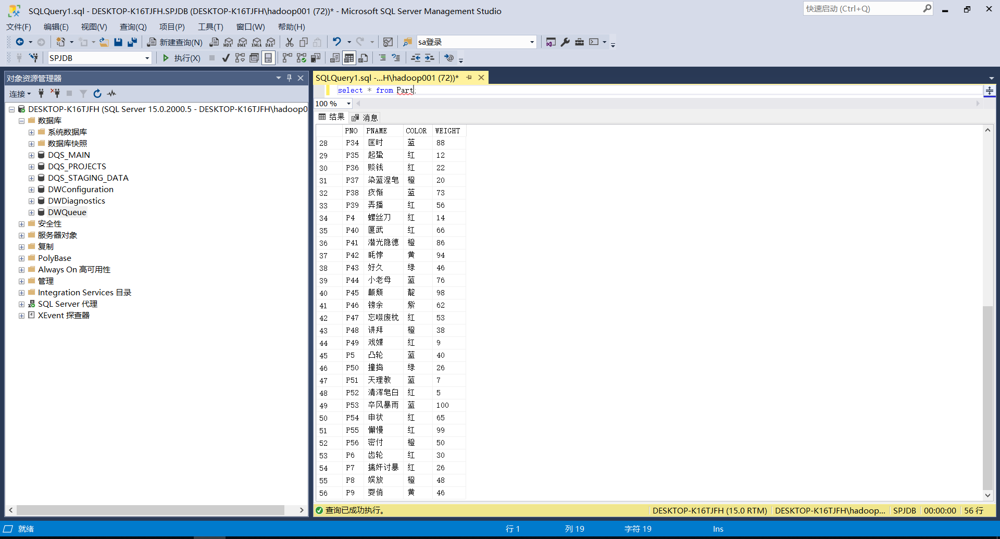 SQLQuery1.sql - DESKTOP-K16TJFH.SPJDB (DESKTOP-K16TJFH\hadoop001 (72))* - Microsoft SQL Server Management Studio
快速启动 (Ctrl+Q)
文件(F) 编辑(E) 视图(V) 查询(Q) 项目(P) 工具(T) 窗口(W) 帮助(H)
新建查询(N) MDX DMX XMLA DAX sa登录
SPJDB 执行(X)
对象资源管理器
连接
DESKTOP-K16TJFH (SQL Server 15.0.2000.5 - DESKTOP-K16TJFH\hadoop0
数据库
系统数据库
数据库快照
DQS_MAIN
DQS_PROJECTS
DQS_STAGING_DATA
DWConfiguration
DWDiagnostics
DWQueue
安全性
服务器对象
复制
PolyBase
Always On 高可用性
管理
Integration Services 目录
SQL Server 代理
XEvent 探查器
SQLQuery1.sql -...H\hadoop001 (72))*
select * from Part;
100 %
结果 消息
PNO PNAME COLOR WEIGHT
28 P34 匡时 蓝 88
29 P35 起蛰 红 12
30 P36 赕钱 红 22
31 P37 染蓝涅皂 橙 20
32 P38 疚惭 蓝 73
33 P39 弄播 红 56
34 P4 螺丝刀 红 14
35 P40 厦武 红 66
36 P41 潜光隐德 橙 86
37 P42 眊悖 黄 94
38 P43 好久 绿 46
39 P44 小老母 蓝 76
40 P45 颠颓 靛 98
41 P46 镑余 紫 62
42 P47 忘啜废枕 红 53
43 P48 讲拜 橙 38
44 P49 戏媟 红 9
45 P5 凸轮 蓝 40
46 P50 撞捣 绿 26
47 P51 天理教 蓝 7
48 P52 清浑皂白 红 5
49 P53 卒风暴雨 蓝 100
50 P54 申状 红 65
51 P55 懈慢 红 99
52 P56 密付 橙 50
53 P6 齿轮 红 30
54 P7 擒奸讨暴 红 26
55 P8 娱放 橙 48
56 P9 耍俏 黄 46
查询已成功执行。 DESKTOP-K16TJFH (15.0 RTM) DESKTOP-K16TJFH\hadoop... SPJDB 00:00:00 56 行
就绪 行 1 列 19 字符 19 Ins